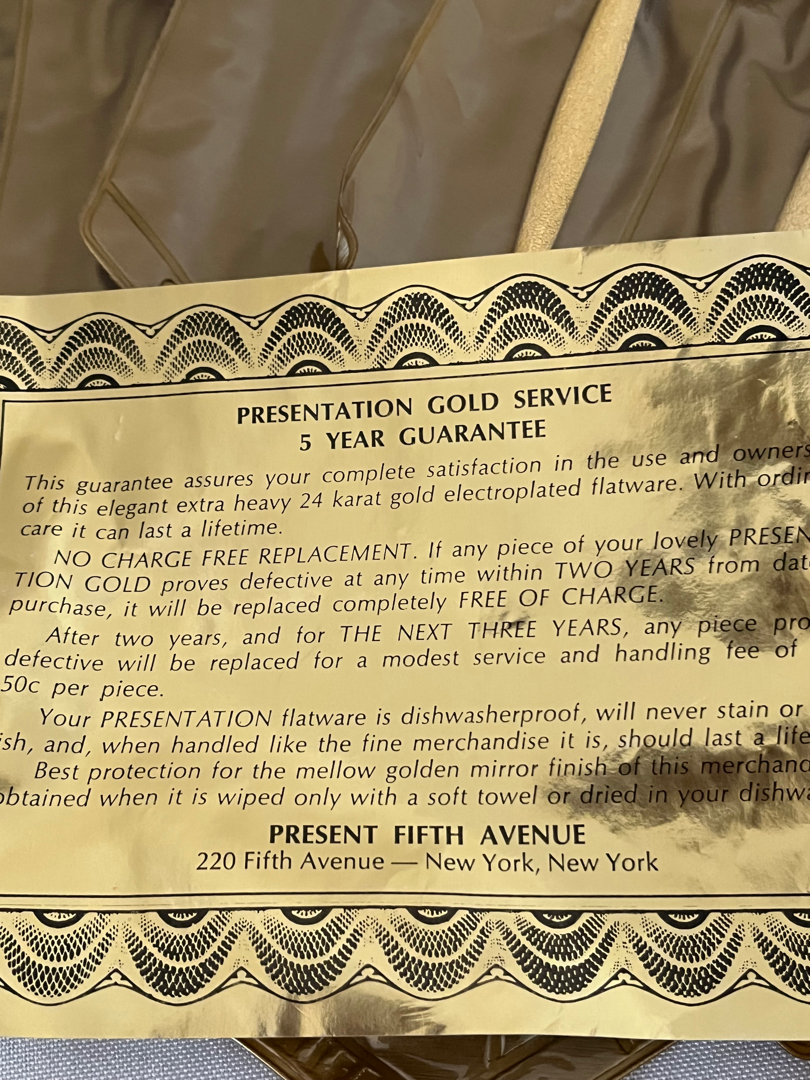 PRESENTATION GOLD SERVICE
5 YEAR GUARANTEE
This guarantee assures your complete satisfaction in the use and owners
of this elegant extra heavy 24 karat gold electroplated flatware. With ordin
care it can last a lifetime.
NO CHARGE FREE REPLACEMENT. If any piece of your lovely PRESEN
TION GOLD proves defective at any time within TWO YEARS from dat
purchase, it will be replaced completely FREE OF CHARGE.
After two years, and for THE NEXT THREE YEARS, any piece pro
defective will be replaced for a modest service and handling fee of
50c per piece.
Your PRESENTATION flatware is dishwasherproof, will never stain or
ish, and, when handled like the fine merchandise it is, should last a life
Best protection for the mellow golden mirror finish of this merchand
obtained when it is wiped only with a soft towel or dried in your dishwa
PRESENT FIFTH AVENUE
220 Fifth Avenue — New York, New York